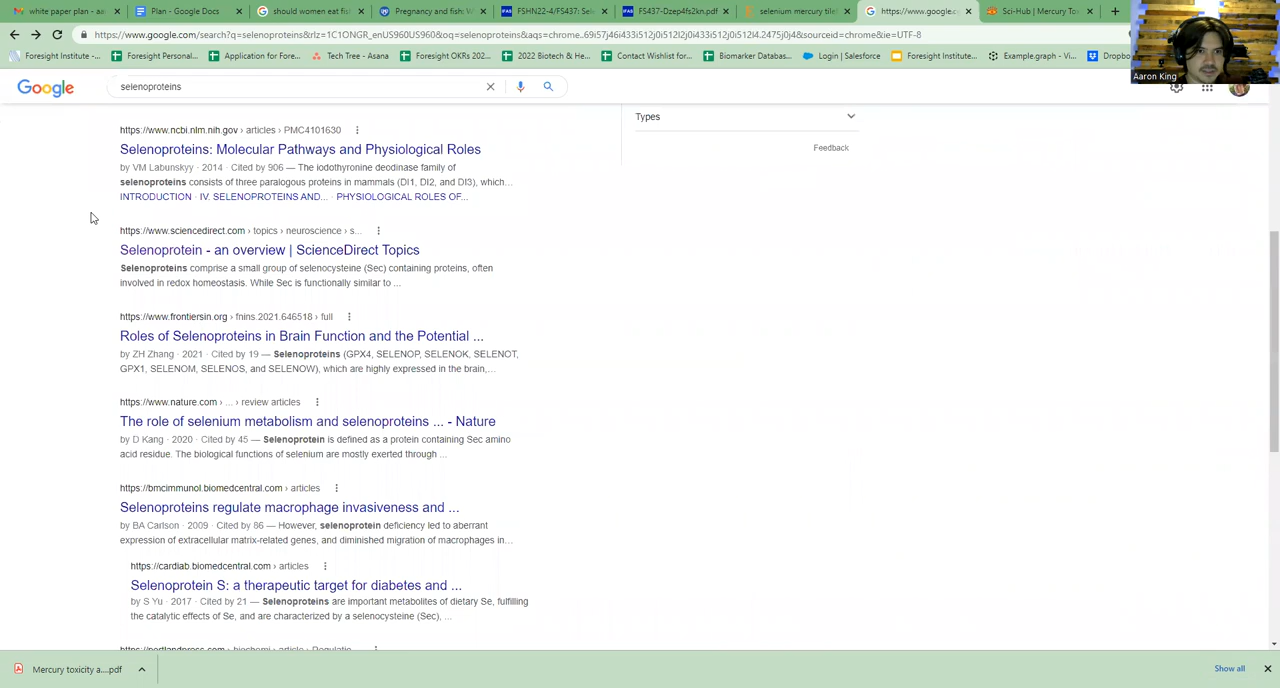 white paper plan - aa
Plan - Google Docs
should women eat fis
Pregnancy and fish: W
FSHN22-4/FS437: Sel
FS437-Dzep4fs2kn.pdf
selenium mercury tile
https://www.google.c
Sci-Hub | Mercury To
https://www.google.com/search?q=selenoproteins&rlz=1C1ONGR_enUS960US960&oq=selenoproteins&aqs=chrome..69i57j46i433i512j0i512l2j0i433i512j0i512l4.2475j0j4&sourceid=chrome&ie=UTF-8
Foresight Institute -...
Foresight Personal...
Application for Fore...
Tech Tree - Asana
Foresight OKRs 202...
2022 Biotech & He...
Contact Wishlist for...
Biomarker Databas...
Login | Salesforce
Foresight Institute...
Example.graph - Vi...
Dropbo
Aaron King
Google
selenoproteins
Types
Feedback
https://www.ncbi.nlm.nih.gov › articles › PMC4101630
Selenoproteins: Molecular Pathways and Physiological Roles
by VM Labunskyy · 2014 · Cited by 906 — The iodothyronine deodinase family of
selenoproteins consists of three paralogous proteins in mammals (DI1, DI2, and DI3), which...
INTRODUCTION · IV. SELENOPROTEINS AND... · PHYSIOLOGICAL ROLES OF...
https://www.sciencedirect.com › topics › neuroscience › s...
Selenoprotein - an overview | ScienceDirect Topics
Selenoproteins comprise a small group of selenocysteine (Sec) containing proteins, often
involved in redox homeostasis. While Sec is functionally similar to ...
https://www.frontiersin.org › fnins.2021.646518 › full
Roles of Selenoproteins in Brain Function and the Potential ...
by ZH Zhang · 2021 · Cited by 19 — Selenoproteins (GPX4, SELENOP, SELENOK, SELENOT,
GPX1, SELENOM, SELENOS, and SELENOW), which are highly expressed in the brain,...
https://www.nature.com › ... › review articles
The role of selenium metabolism and selenoproteins ... - Nature
by D Kang · 2020 · Cited by 45 — Selenoprotein is defined as a protein containing Sec amino
acid residue. The biological functions of selenium are mostly exerted through ...
https://bmcimmunol.biomedcentral.com › articles
Selenoproteins regulate macrophage invasiveness and ...
by BA Carlson · 2009 · Cited by 86 — However, selenoprotein deficiency led to aberrant
expression of extracellular matrix-related genes, and diminished migration of macrophages in...
https://cardiab.biomedcentral.com › articles
Selenoprotein S: a therapeutic target for diabetes and ...
by S Yu · 2017 · Cited by 21 — Selenoproteins are important metabolites of dietary Se, fulfilling
the catalytic effects of Se, and are characterized by a selenocysteine (Sec), ...
https://portlandpress.com › biochemj › article › Regulatio...
Mercury toxicity a....pdf
Show all